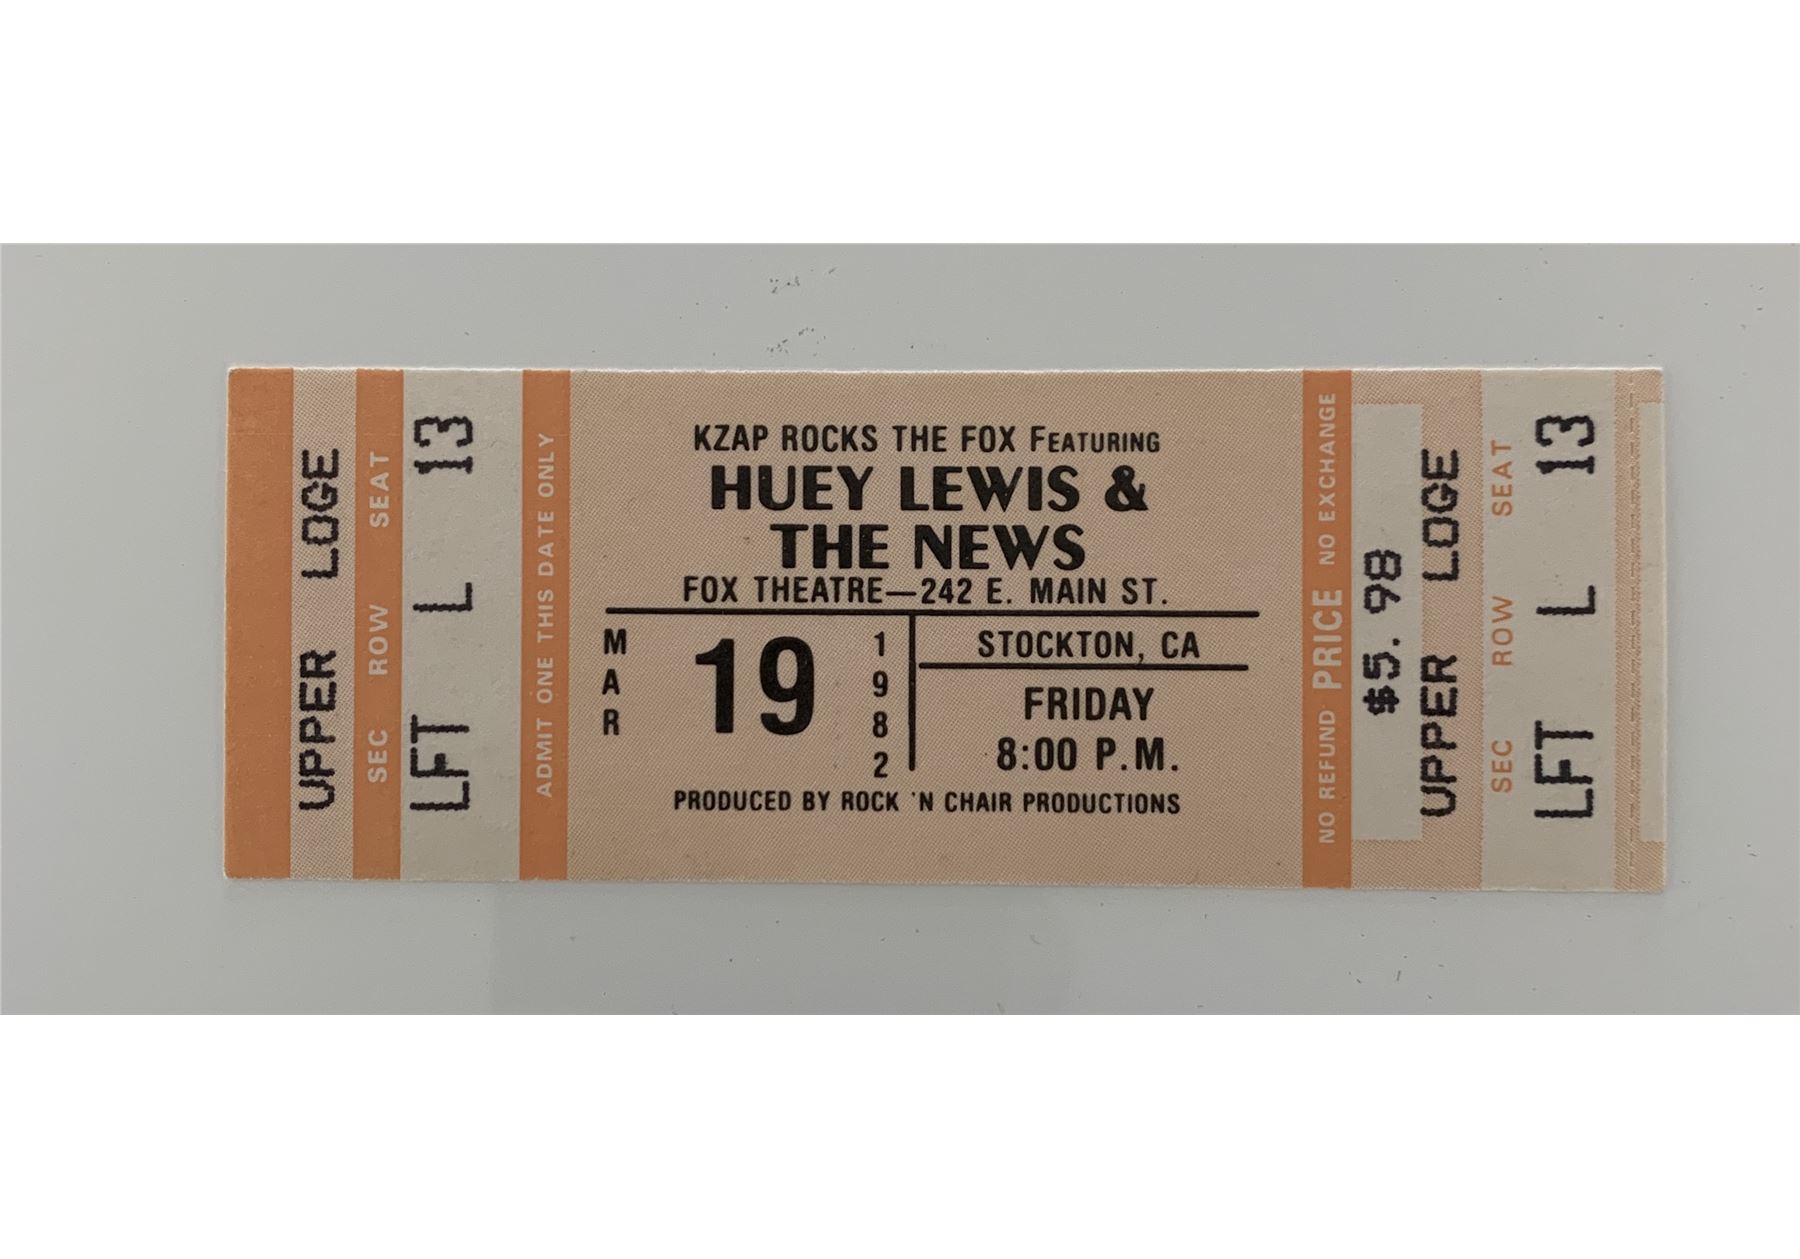 UPPER LOGE
SEC ROW SEAT
LFT L 13
ADMIT ONE THIS DATE ONLY
KZAP ROCKS THE FOX FEATURING
HUEY LEWIS &
THE NEWS
FOX THEATRE—242 E. MAIN ST.
MAR 19 1982
STOCKTON, CA
FRIDAY
8:00 P.M.
PRODUCED BY ROCK 'N CHAIR PRODUCTIONS
NO REFUND PRICE NO EXCHANGE
$5.98
UPPER LOGE
SEC ROW SEAT
LFT L 13